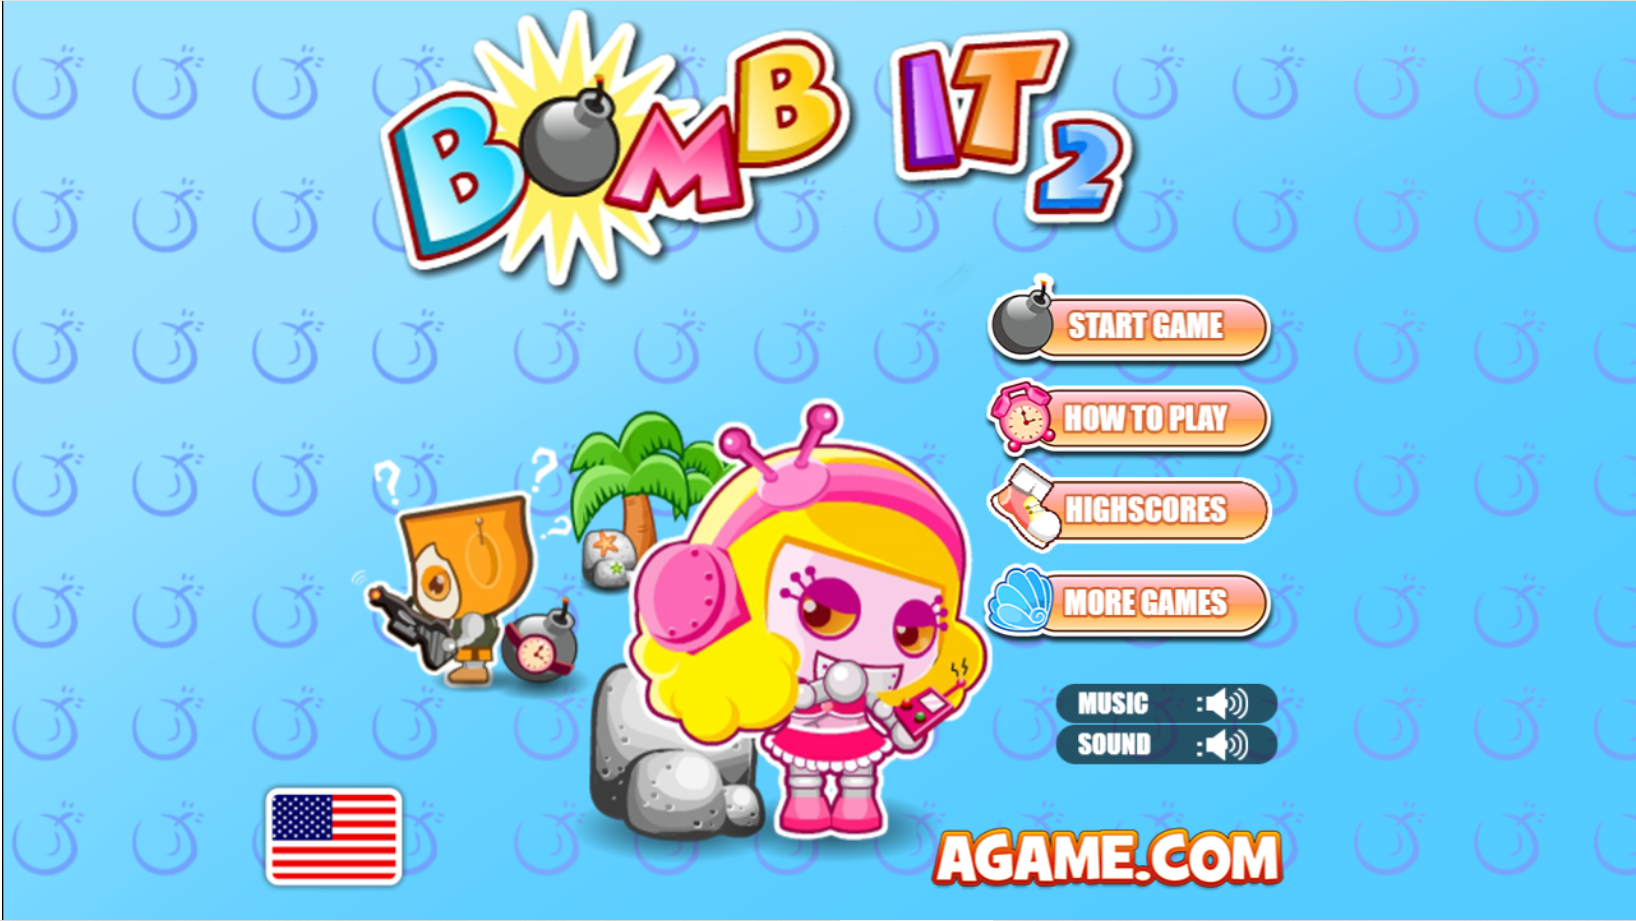 BOMB IT 2
START GAME
HOW TO PLAY
HIGHSCORES
MORE GAMES
MUSIC :
SOUND :
? ? ?
AGAME.COM